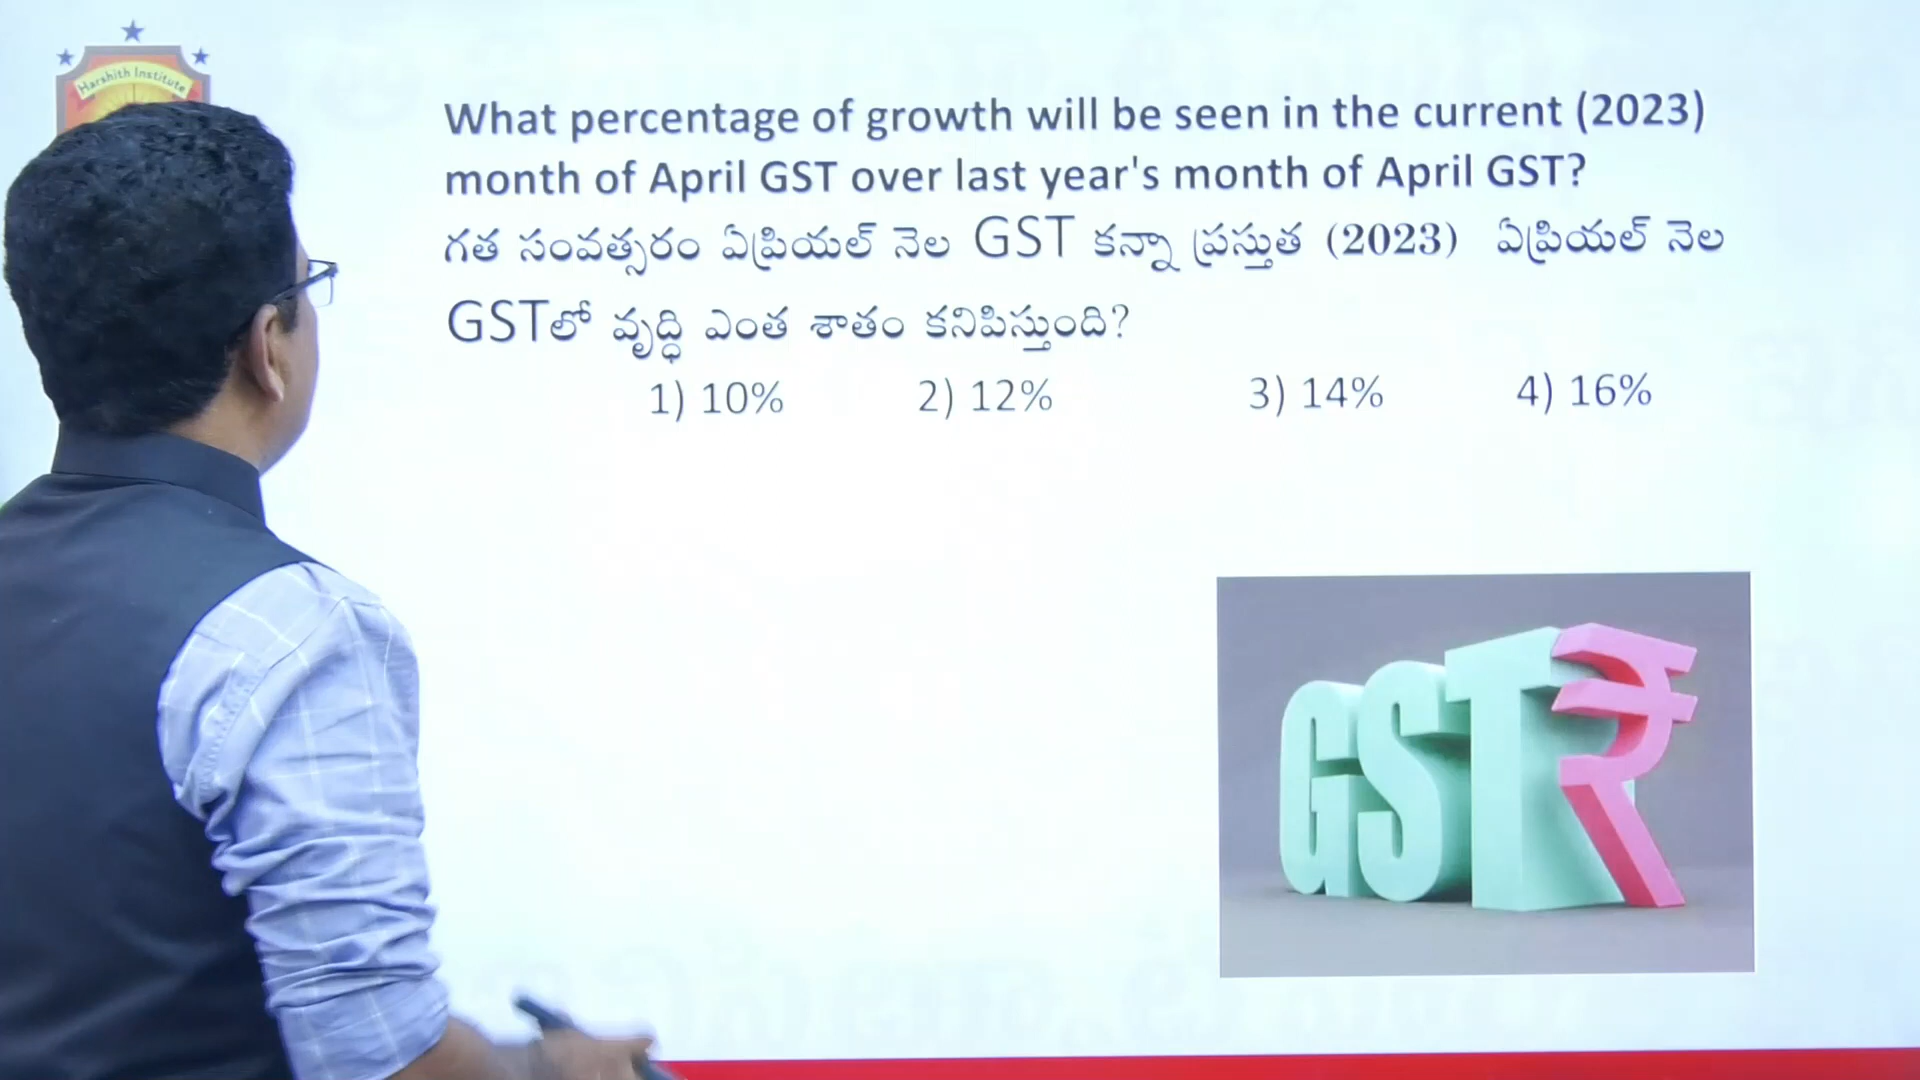 Harshith Institute
What percentage of growth will be seen in the current (2023)
month of April GST over last year's month of April GST?
గత సంవత్సరం ఏప్రియల్ నెల GST కన్నా ప్రస్తుత (2023) ఏప్రియల్ నెల
GSTలో వృద్ధి ఎంత శాతం కనిపిస్తుంది?
1) 10% 2) 12% 3) 14% 4) 16%
GST₹